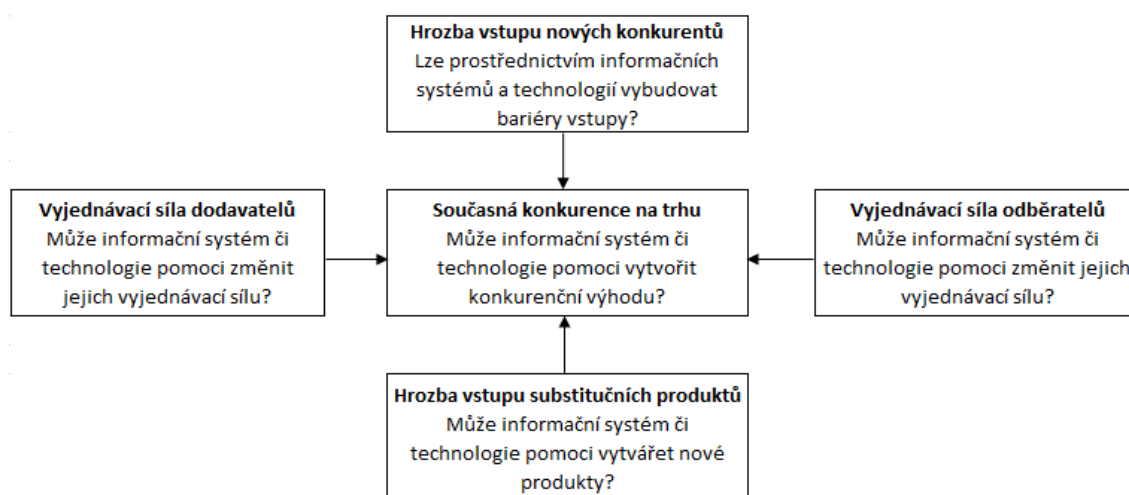 Hrozba vstupu nových konkurentů
Lze prostřednictvím informačních
systémů a technologií vybudovat
bariéry vstupy?
Vyjednávací síla dodavatelů
Může informační systém či
technologie pomoci změnit
jejich vyjednávací sílu?
Současná konkurence na trhu
Může informační systém či
technologie pomoci vytvořit
konkurenční výhodu?
Vyjednávací síla odběratelů
Může informační systém či
technologie pomoci změnit jejich
vyjednávací sílu?
Hrozba vstupu substitučních produktů
Může informační systém či
technologie pomoci vytvářet nové
produkty?